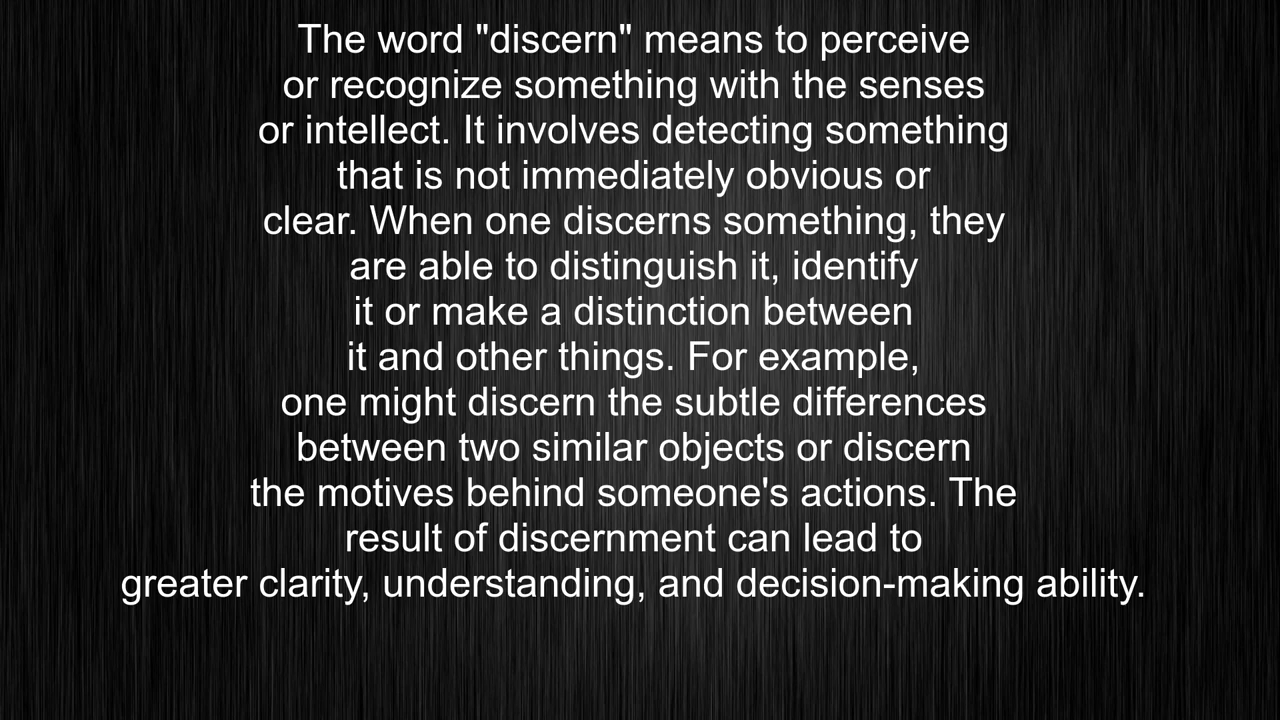 The word "discern" means to perceive
or recognize something with the senses
or intellect. It involves detecting something
that is not immediately obvious or
clear. When one discerns something, they
are able to distinguish it, identify
it or make a distinction between
it and other things. For example,
one might discern the subtle differences
between two similar objects or discern
the motives behind someone's actions. The
result of discernment can lead to
greater clarity, understanding, and decision-making ability.